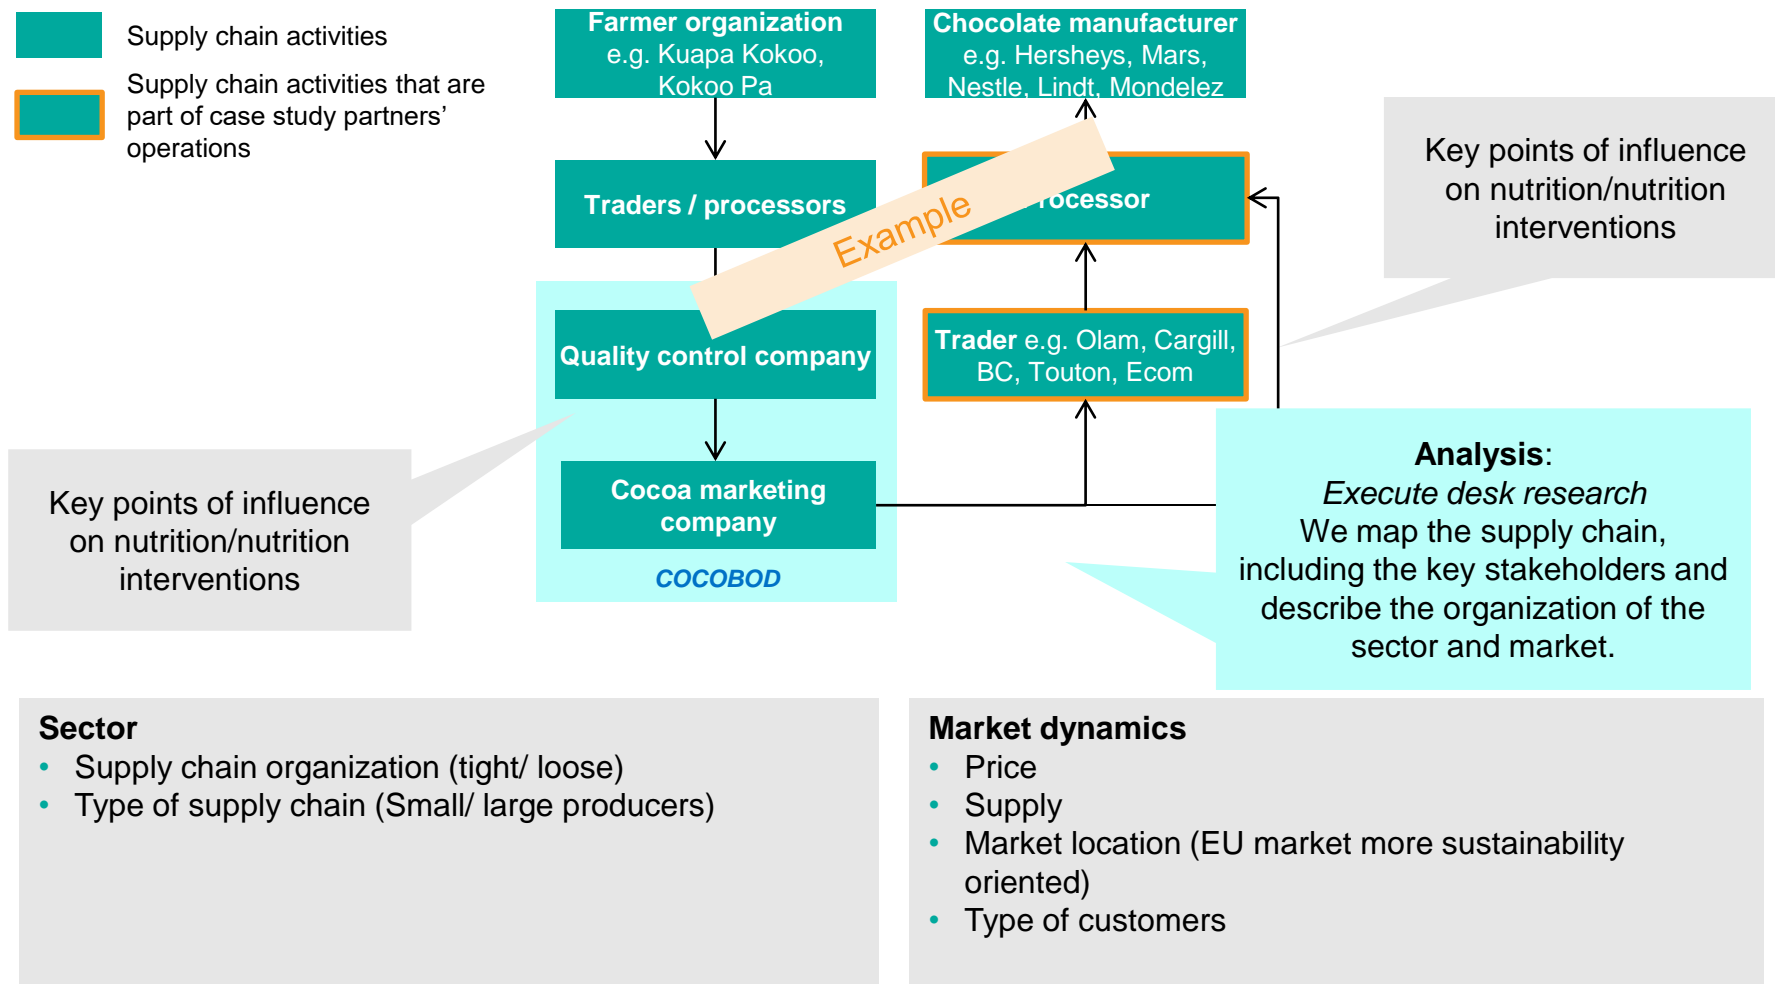 Supply chain activities
Supply chain activities that are
part of case study partners’
operations
Farmer organization
e.g. Kuapa Kokoo,
Kokoo Pa
Chocolate manufacturer
e.g. Hersheys, Mars,
Nestle, Lindt, Mondelez
Traders / processors
rocessor
Example
Key points of influence
on nutrition/nutrition
interventions
Quality control company
Trader e.g. Olam, Cargill,
BC, Touton, Ecom
Cocoa marketing
company
COCOBOD
Key points of influence
on nutrition/nutrition
interventions
Analysis:
Execute desk research
We map the supply chain,
including the key stakeholders and
describe the organization of the
sector and market.
Sector
• Supply chain organization (tight/ loose)
• Type of supply chain (Small/ large producers)
Market dynamics
• Price
• Supply
• Market location (EU market more sustainability
oriented)
• Type of customers